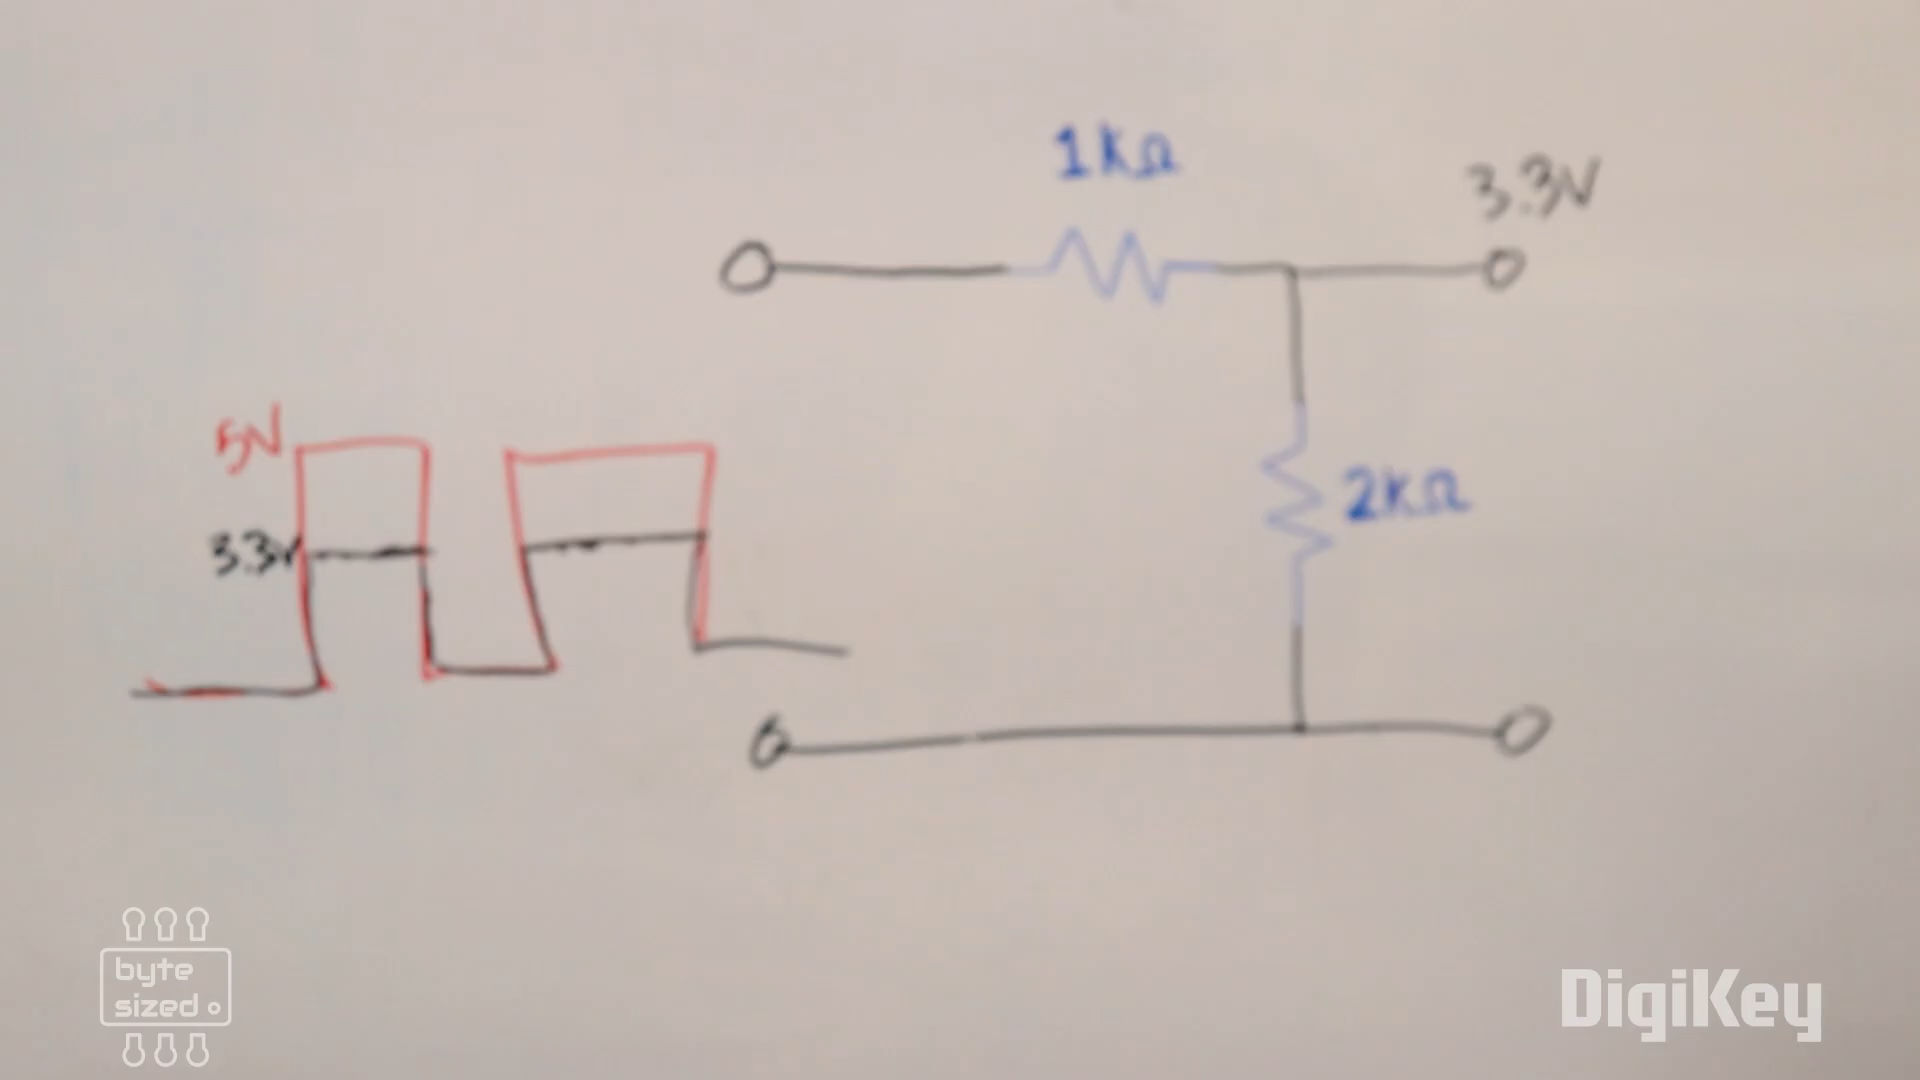 1kΩ
3.3V
5V
3.3V
2kΩ
byte
sized
DigiKey